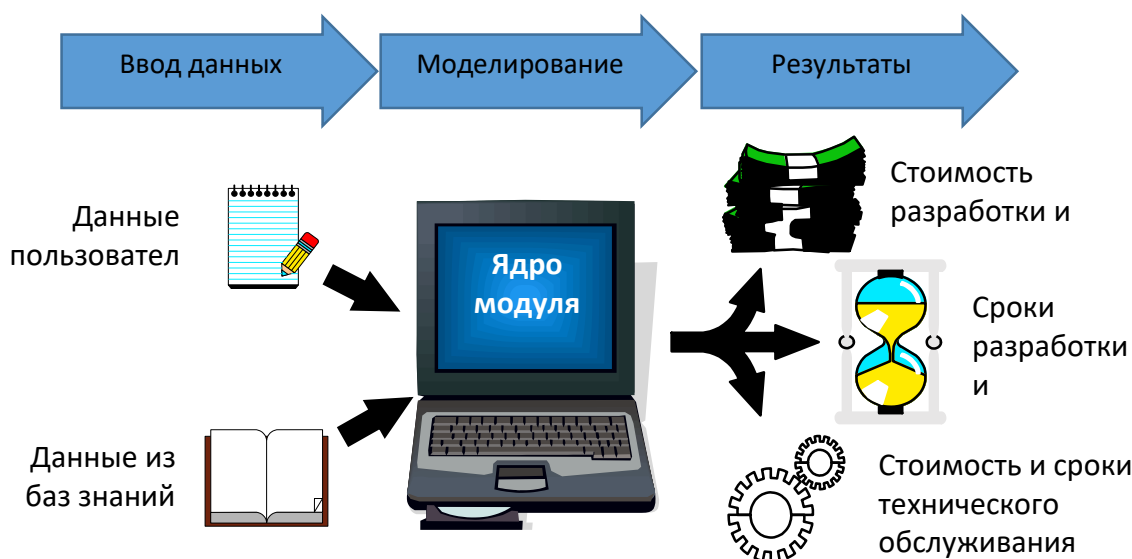 Ввод данных
Моделирование
Результаты
Данные
пользовател
Ядро
модуля
Стоимость
разработки и
Сроки
разработки
и
Данные из
баз знаний
Стоимость и сроки
технического
обслуживания